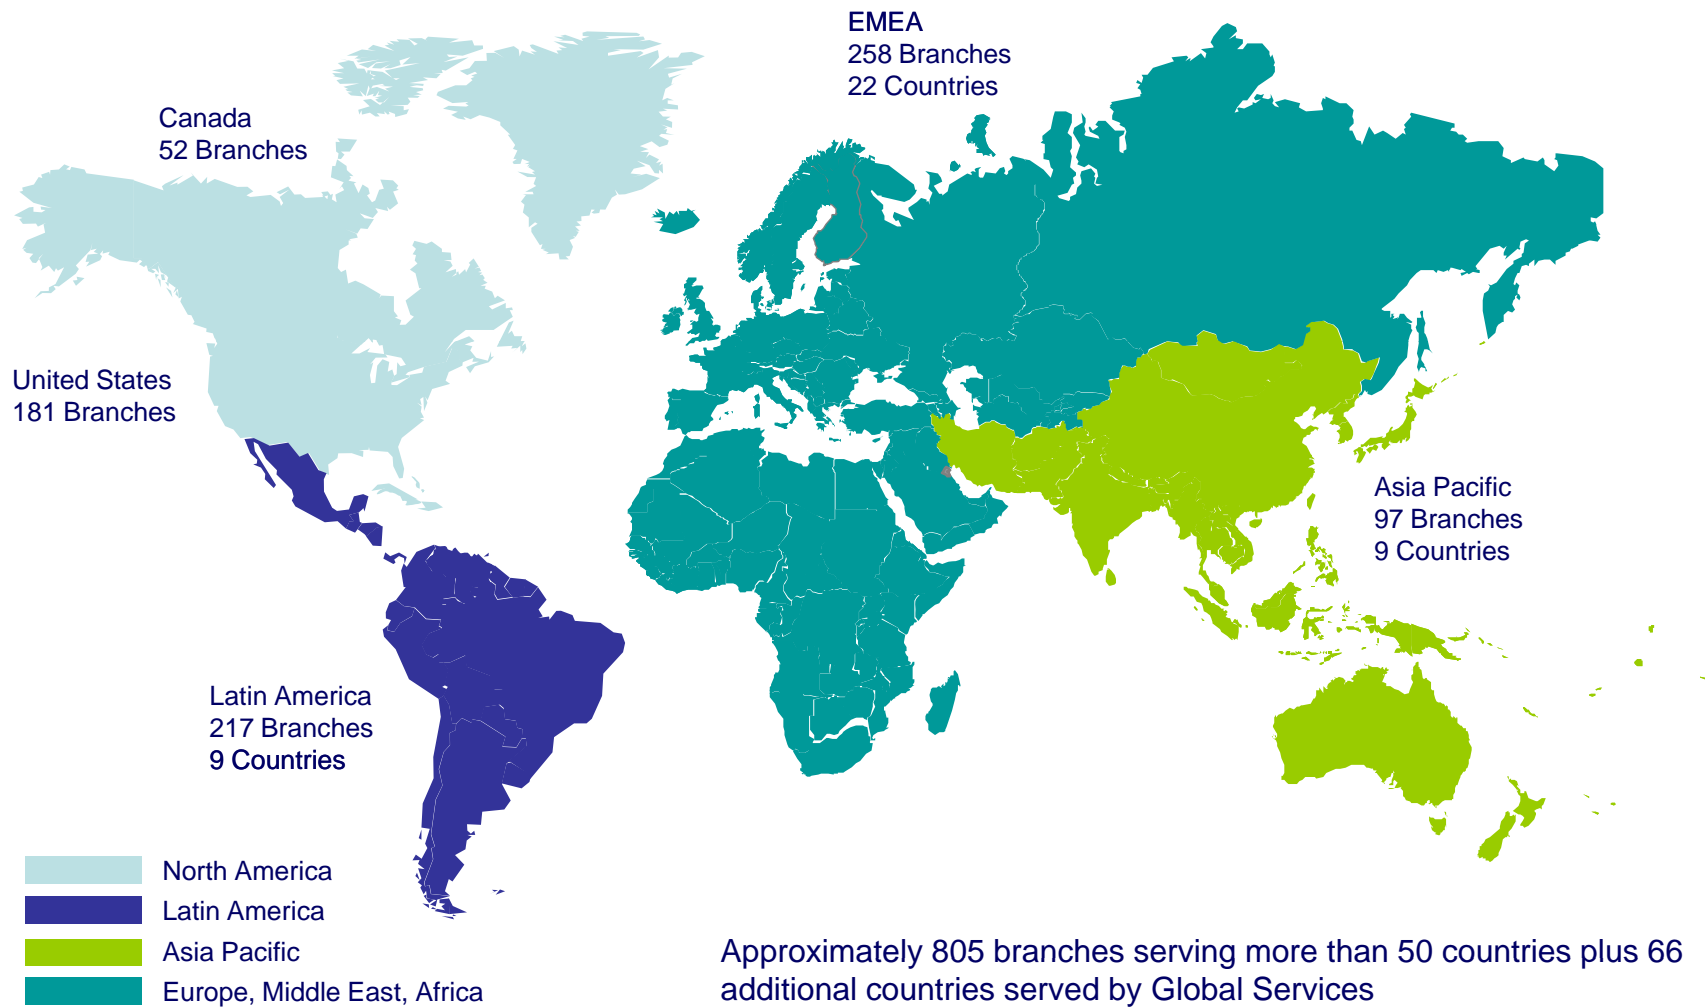 EMEA
258 Branches
22 Countries
Canada
52 Branches
United States
181 Branches
Asia Pacific
97 Branches
9 Countries
Latin America
217 Branches
9 Countries
North America
Latin America
Asia Pacific
Europe, Middle East, Africa
Approximately 805 branches serving more than 50 countries plus 66
additional countries served by Global Services